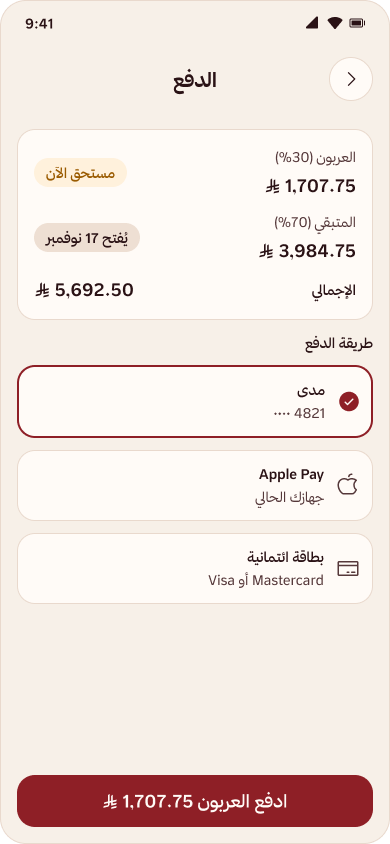 9:41
الدفع
العربون (30%)
1,707.75 ⃁
مستحق الآن
المتبقي (70%)
3,984.75 ⃁
يُفتح 17 نوفمبر
الإجمالي
5,692.50 ⃁
طريقة الدفع
مدى
•••• 4821
Apple Pay
جهازك الحالي
بطاقة ائتمانية
Visa أو Mastercard
ادفع العربون 1,707.75 ⃁